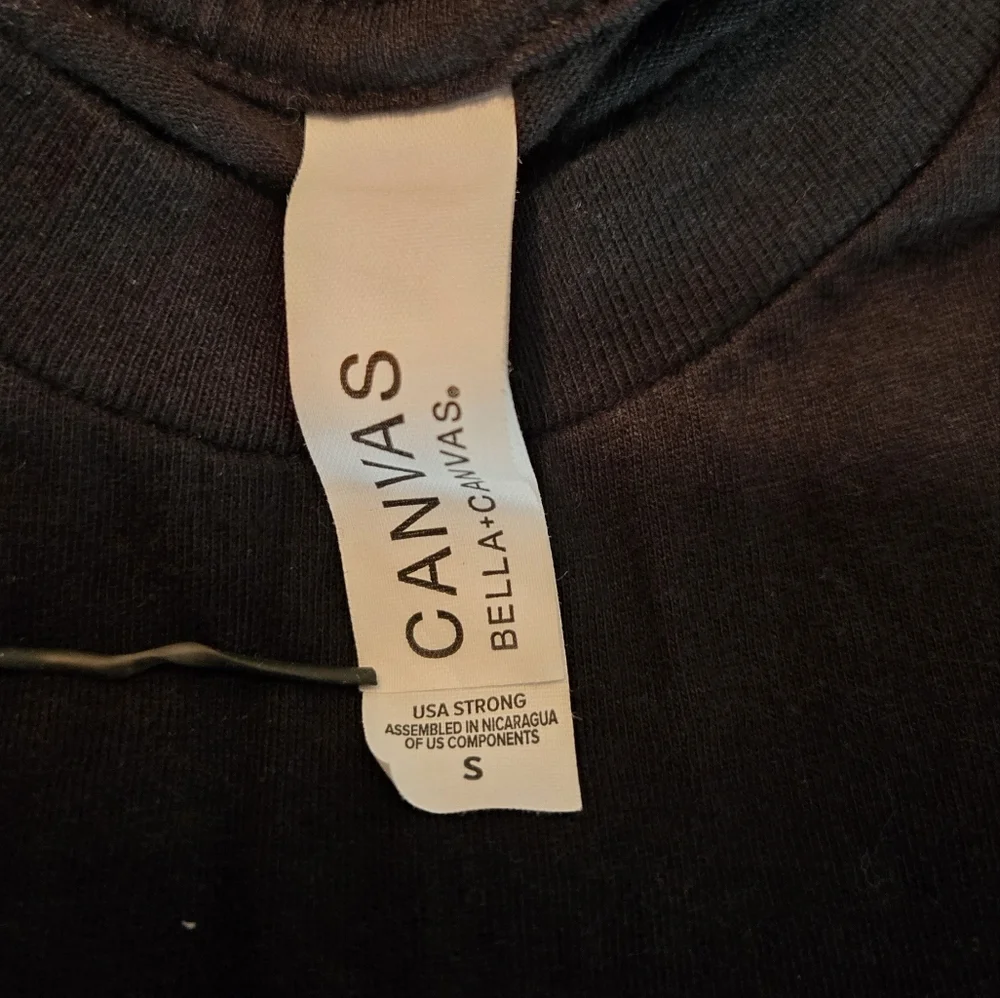 CANVAS
BELLA+CANVAS®
USA STRONG
ASSEMBLED IN NICARAGUA
OF US COMPONENTS
S